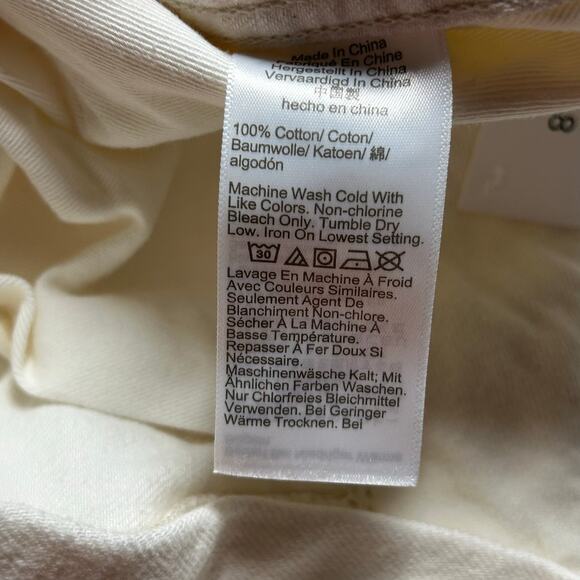 Made In China
Fabriqué En Chine
Hergestellt In China
Vervaardigd In China
中國製
hecho en china
100% Cotton/ Coton/
Baumwolle/ Katoen/ 綿/
algodón
Machine Wash Cold With
Like Colors. Non-chlorine
Bleach Only. Tumble Dry
Low. Iron On Lowest Setting.
30
Lavage En Machine À Froid
Avec Couleurs Similaires.
Seulement Agent De
Blanchiment Non-chlore.
Sécher À La Machine À
Basse Température.
Repasser À Fer Doux Si
Nécessaire.
Maschinenwäsche Kalt; Mit
Ähnlichen Farben Waschen.
Nur Chlorfreies Bleichmittel
Verwenden. Bei Geringer
Wärme Trocknen. Bei
8